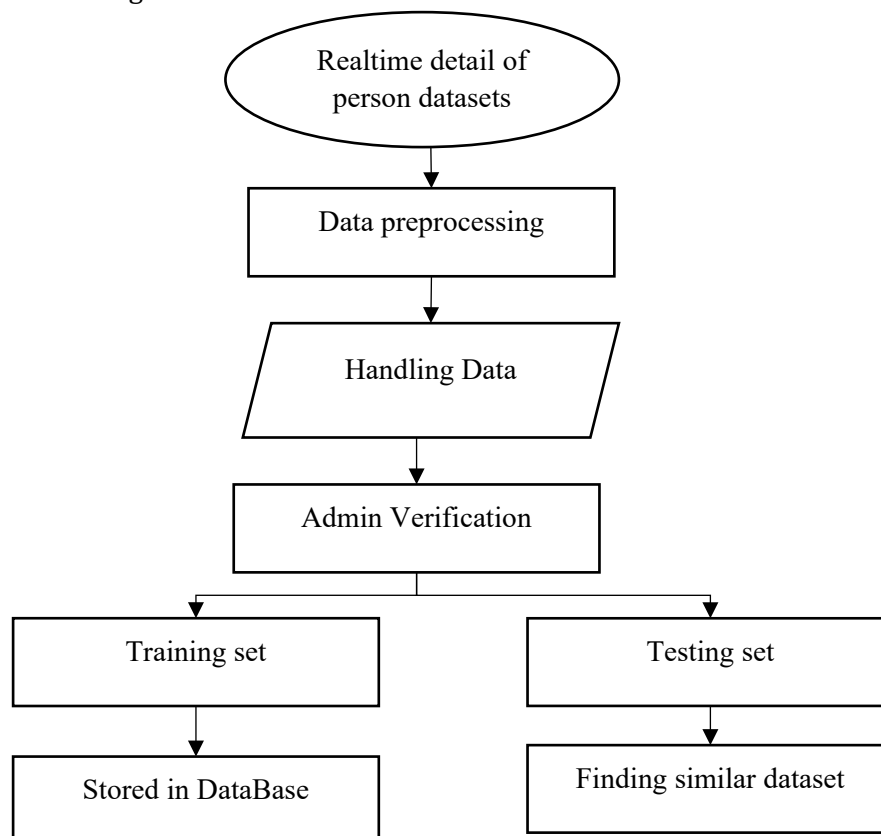 Realtime detail of
person datasets
Data preprocessing
Handling Data
Admin Verification
Training set
Testing set
Stored in DataBase
Finding similar dataset